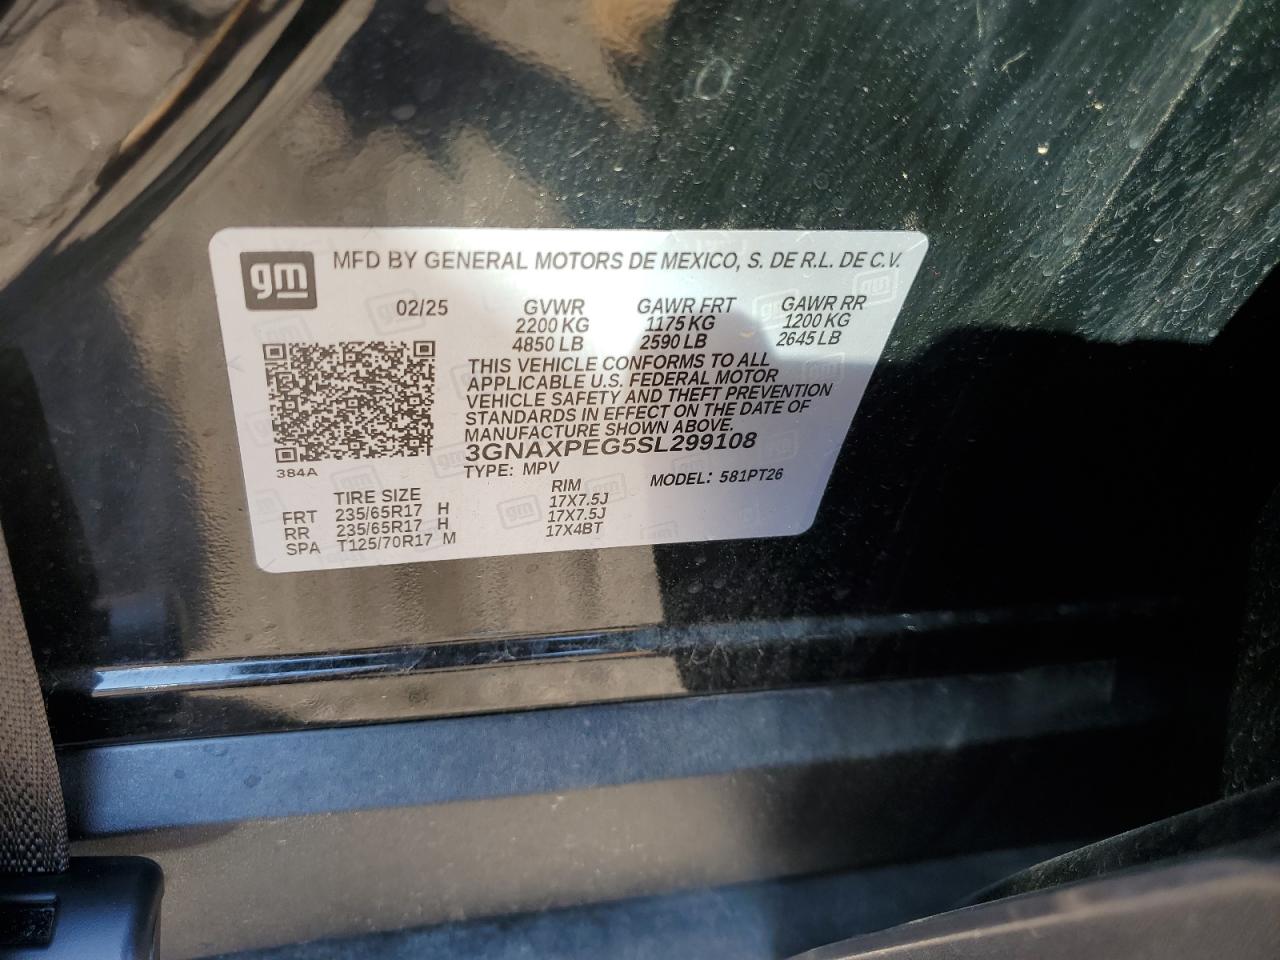 gm MFD BY GENERAL MOTORS DE MEXICO, S. DE R.L. DE C.V.
02/25 GVWR GAWR FRT GAWR RR
2200 KG 1175 KG 1200 KG
4850 LB 2590 LB 2645 LB
THIS VEHICLE CONFORMS TO ALL
APPLICABLE U.S. FEDERAL MOTOR
VEHICLE SAFETY AND THEFT PREVENTION
STANDARDS IN EFFECT ON THE DATE OF
MANUFACTURE SHOWN ABOVE.
3GNAXPEG5SL299108
384A TYPE: MPV MODEL: 581PT26
TIRE SIZE RIM
FRT 235/65R17 H 17X7.5J
RR 235/65R17 H 17X7.5J
SPA T125/70R17 M 17X4BT